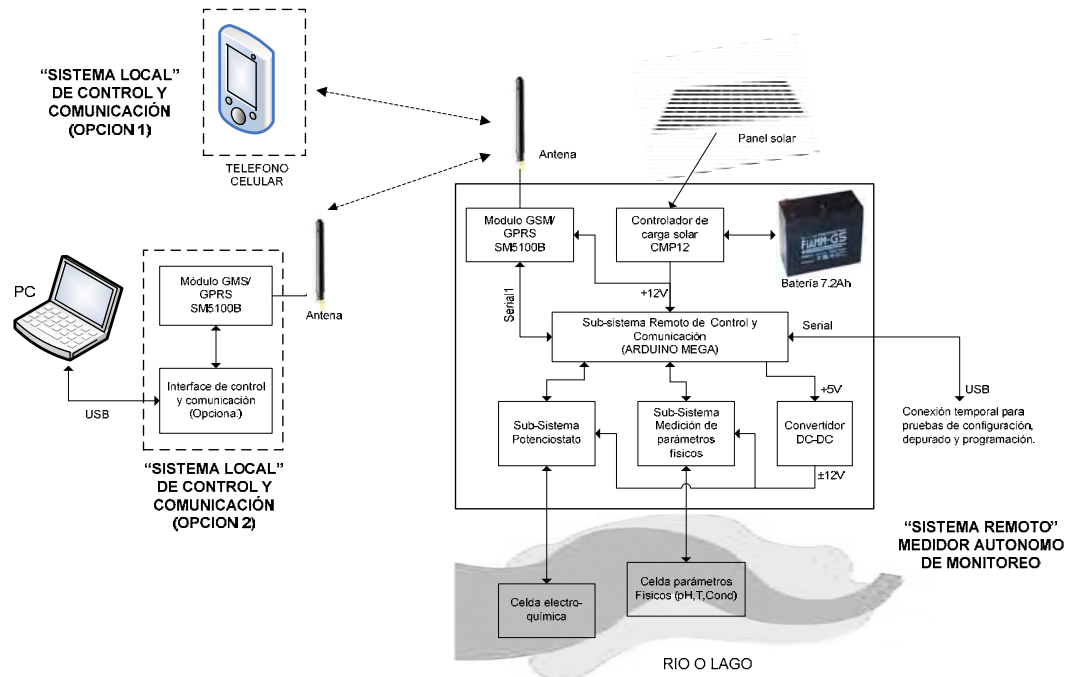 “SISTEMA LOCAL”
DE CONTROL Y
COMUNICACIÓN
(OPCION 1)
TELEFONO
CELULAR
Antena
Panel solar
Módulo GSM/
GPRS
SM5100B
Controlador de
carga solar
CMP12
FIAMM-GS
Batería 7.2Ah
+12V
Serial1
Sub-sistema Remoto de Control y
Comunicación
(ARDUINO MEGA)
Serial
USB
Conexión temporal para
pruebas de configuración,
depurado y programación.
+5V
Sub-Sistema
Potenciostato
Sub-Sistema
Medición de
parámetros
físicos
Convertidor
DC-DC
±12V
PC
Módulo GMS/
GPRS
SM5100B
Antena
USB
Interface de control
y comunicación
(Opcional)
“SISTEMA LOCAL”
DE CONTROL Y
COMUNICACIÓN
(OPCION 2)
“SISTEMA REMOTO”
MEDIDOR AUTONOMO
DE MONITOREO
Celda electro-
química
Celda parámetros
Físicos (pH,T,Cond)
RIO O LAGO